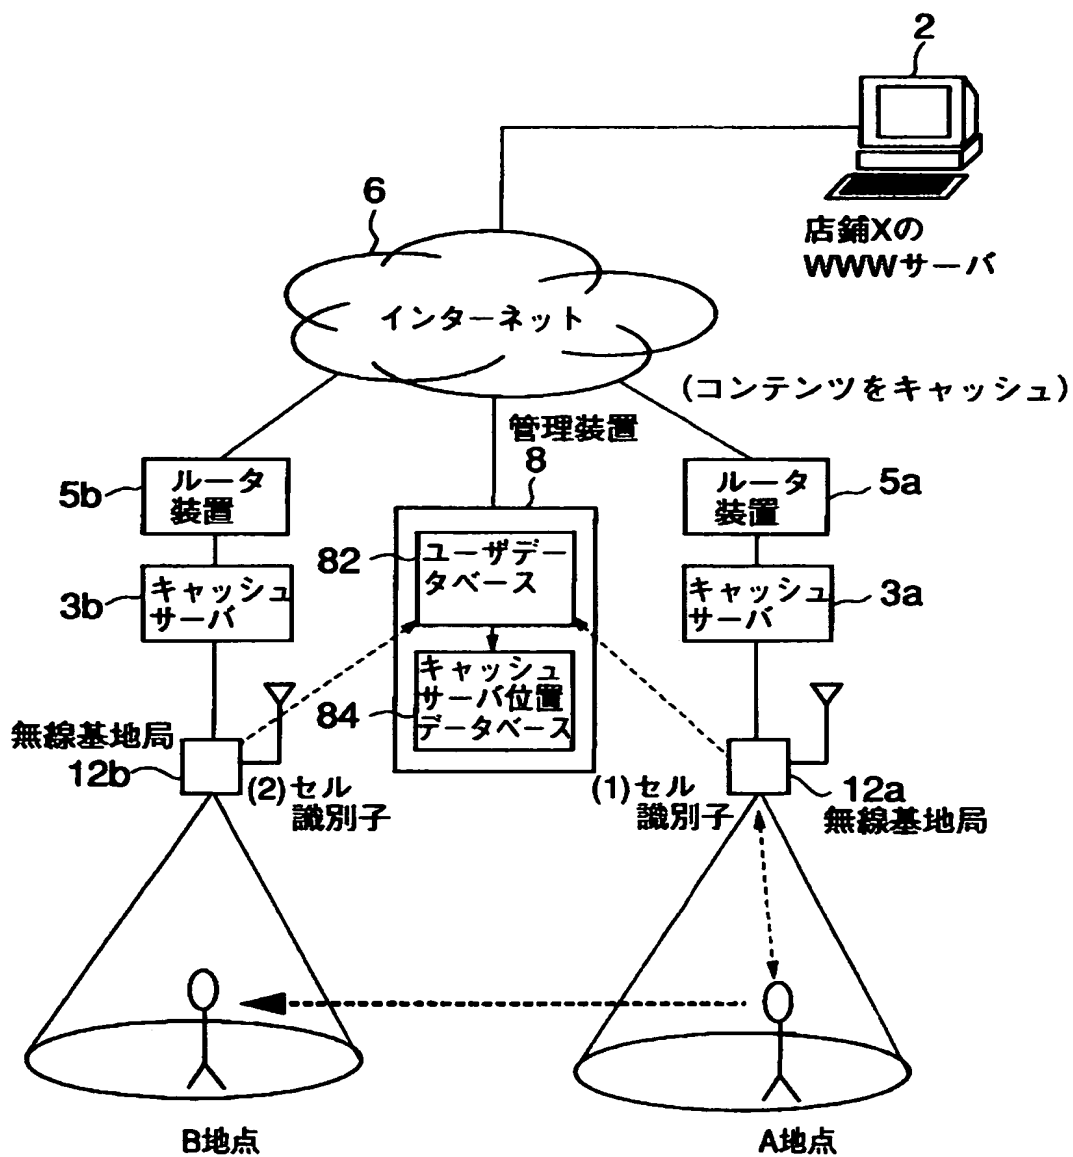 2
店舗Xの
WWWサーバ
6
インターネット
(コンテンツをキャッシュ)
管理装置
8
5b
ルータ
装置
ルータ
装置
5a
82
ユーザデー
タベース
3b
キャッシュ
サーバ
キャッシュ
サーバ
3a
84
キャッシュ
サーバ位置
データベース
無線基地局
12b
(2)セル
識別子
(1)セル
識別子
12a
無線基地局
B地点
A地点